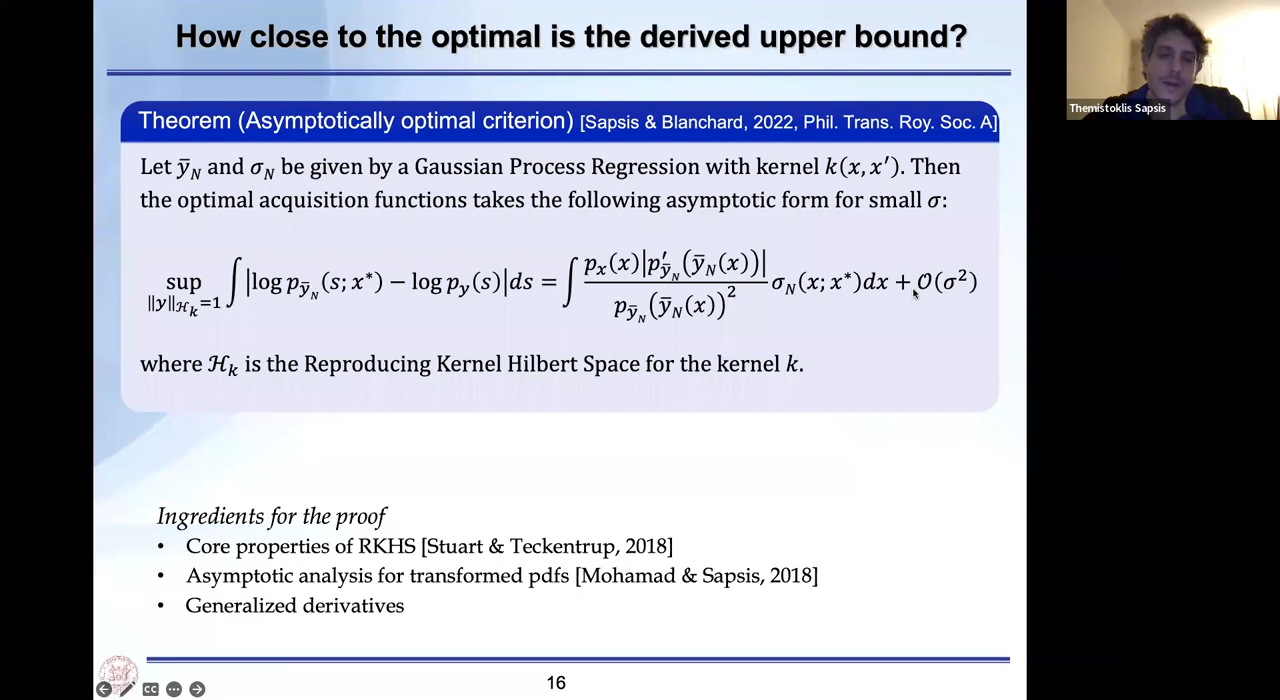 How close to the optimal is the derived upper bound?
Themistoklis Sapsis
Theorem (Asymptotically optimal criterion) [Sapsis & Blanchard, 2022, Phil. Trans. Roy. Soc. A]
Let ȳ_N and σ_N be given by a Gaussian Process Regression with kernel k(x, x′). Then
the optimal acquisition functions takes the following asymptotic form for small σ:
sup_{‖y‖_{ℋ_k}=1} ∫ |log p_{ȳ_N}(s; x*) − log p_y(s)| ds = ∫ \frac{p_x(x)|p′_{ȳ_N}(ȳ_N(x))|}{p_{ȳ_N}(ȳ_N(x))^2} σ_N(x; x*)dx + 𝒪(σ²)
where ℋ_k is the Reproducing Kernel Hilbert Space for the kernel k.
Ingredients for the proof
• Core properties of RKHS [Stuart & Teckentrup, 2018]
• Asymptotic analysis for transformed pdfs [Mohamad & Sapsis, 2018]
• Generalized derivatives
CC
16